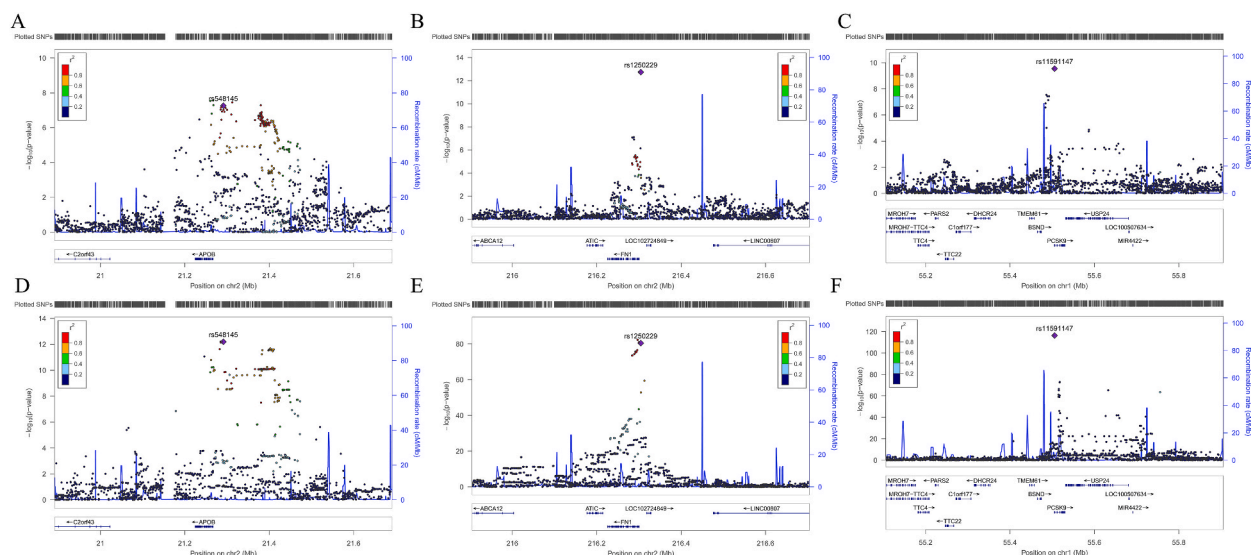 A
B
C
Plotted SNPs
Plotted SNPs
Plotted SNPs
10
8
6
4
2
0
−log10(p-value)
r2
0.8
0.6
0.4
0.2
rs548145
100
80
60
40
20
0
Recombination rate (cM/Mb)
←C2orf43
←APOB
21
21.2
21.4
21.6
Position on chr2 (Mb)
14
12
10
8
6
4
2
0
−log10(p-value)
r2
0.8
0.6
0.4
0.2
rs1250229
100
80
60
40
20
0
Recombination rate (cM/Mb)
←ABCA12
ATIC→
LOC102724849→
←LINC00607
←FN1
216
216.2
216.4
216.6
Position on chr2 (Mb)
10
8
6
4
2
0
−log10(p-value)
r2
0.8
0.6
0.4
0.2
rs11591147
100
80
60
40
20
0
Recombination rate (cM/Mb)
MROH7→
←PARS2
←DHCR24
TMEM61→
←USP24
MROH7−TTC4→
C1orf177→
BSND→
LOC100507634→
TTC4→
PCSK9→
MIR4422→
←TTC22
55.2
55.4
55.6
55.8
Position on chr1 (Mb)
D
E
F
Plotted SNPs
Plotted SNPs
Plotted SNPs
14
12
10
8
6
4
2
0
−log10(p-value)
r2
0.8
0.6
0.4
0.2
rs548145
100
80
60
40
20
0
Recombination rate (cM/Mb)
←C2orf43
←APOB
21
21.2
21.4
21.6
Position on chr2 (Mb)
80
60
40
20
0
−log10(p-value)
rs1250229
r2
0.8
0.6
0.4
0.2
100
80
60
40
20
0
Recombination rate (cM/Mb)
←ABCA12
ATIC→
LOC102724849→
←LINC00607
←FN1
216
216.2
216.4
216.6
Position on chr2 (Mb)
120
100
80
60
40
20
0
−log10(p-value)
rs11591147
r2
0.8
0.6
0.4
0.2
100
80
60
40
20
0
Recombination rate (cM/Mb)
MROH7→
←PARS2
←DHCR24
TMEM61→
←USP24
MROH7−TTC4→
C1orf177→
BSND→
LOC100507634→
TTC4→
PCSK9→
MIR4422→
←TTC22
55.2
55.4
55.6
55.8
Position on chr1 (Mb)